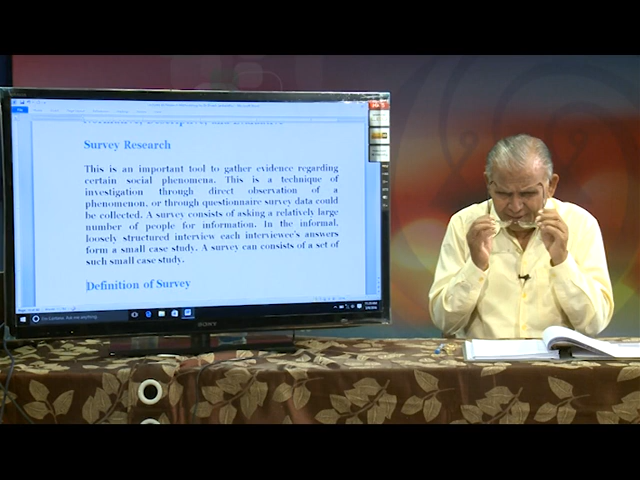 Survey Research
This is an important tool to gather evidence regarding
certain social phenomena. This is a technique of
investigation through direct observation of a
phenomenon, or through questionnaire survey data could
be collected. A survey consists of asking a relatively large
number of people for information. In the informal,
loosely structured interview each interviewee's answers
form a small case study. A survey can consists of a set of
such small case study.
Definition of Survey
SONY